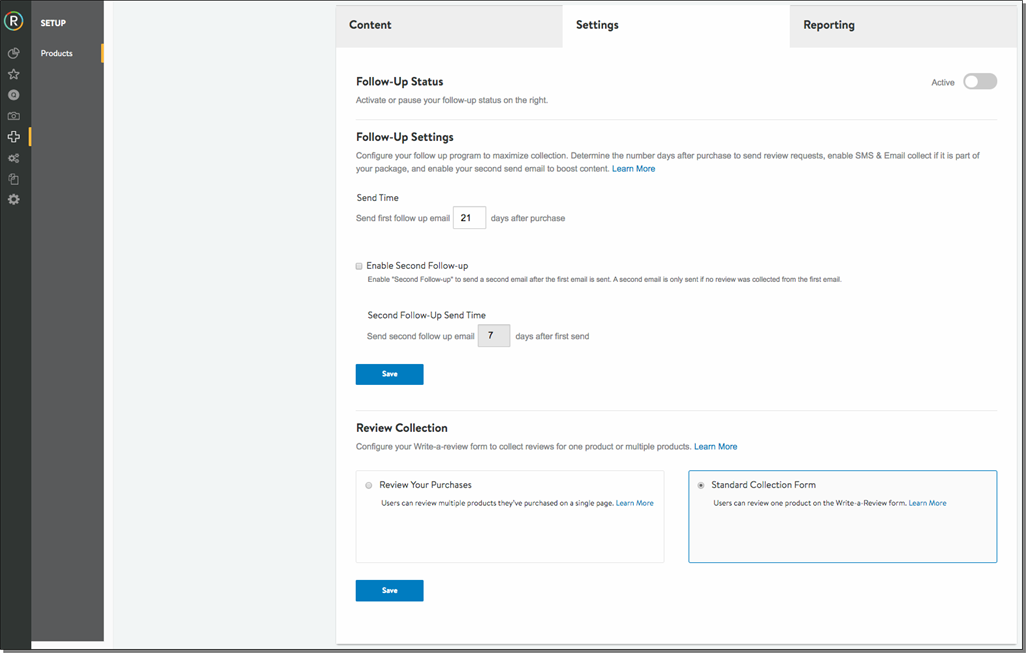 R
SETUP
Products
Content
Settings
Reporting
Follow-Up Status
Active
Activate or pause your follow-up status on the right.
Follow-Up Settings
Configure your follow up program to maximize collection. Determine the number days after purchase to send review requests, enable SMS & Email collect if it is part of
your package, and enable your second send email to boost content. Learn More
Send Time
Send first follow up email 21 days after purchase
Enable Second Follow-up
Enable "Second Follow-up" to send a second email after the first email is sent. A second email is only sent if no review was collected from the first email.
Second Follow-Up Send Time
Send second follow up email 7 days after first send
Save
Review Collection
Configure your Write-a-review form to collect reviews for one product or multiple products. Learn More
Review Your Purchases
Users can review multiple products they've purchased on a single page. Learn More
Standard Collection Form
Users can review one product on the Write-a-Review form. Learn More
Save